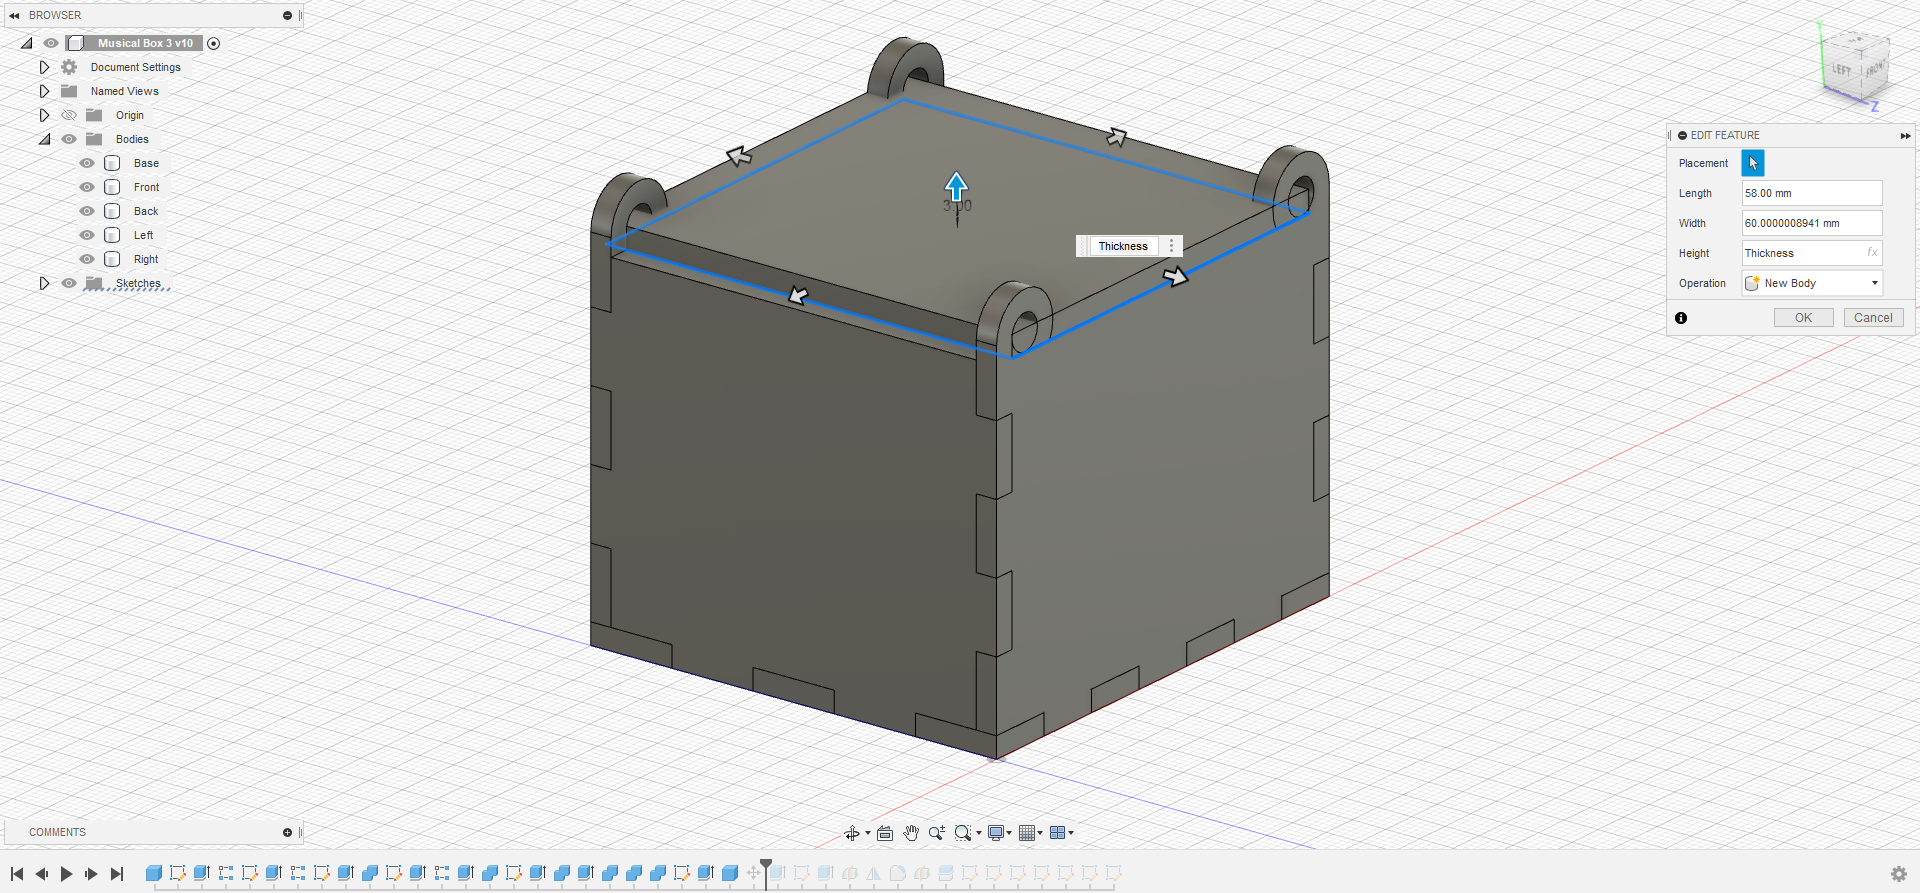 BROWSER
Musical Box 3 v10
Document Settings
Named Views
Origin
Bodies
Base
Front
Back
Left
Right
Sketches
3.00
Thickness
Y
LEFT
FRONT
Z
EDIT FEATURE
Placement
Length
58.00 mm
Width
60.0000008941 mm
Height
Thickness
fx
Operation
New Body
OK
Cancel
COMMENTS